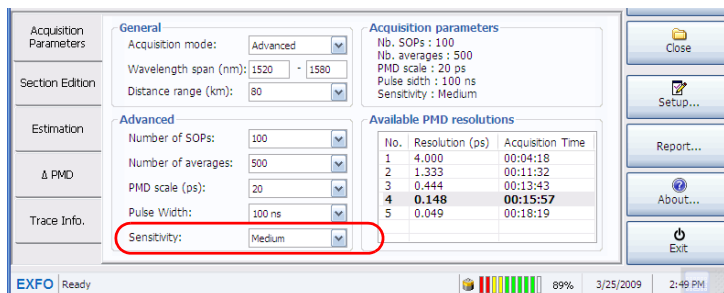 Acquisition
Parameters
Section Edition
Estimation
Δ PMD
Trace Info.
General
Acquisition mode: Advanced
Wavelength span (nm): 1520 - 1580
Distance range (km): 80
Advanced
Number of SOPs: 100
Number of averages: 500
PMD scale (ps): 20
Pulse Width: 100 ns
Sensitivity: Medium
Acquisition parameters
Nb. SOPs : 100
Nb. averages : 500
PMD scale : 20 ps
Pulse sidth : 100 ns
Sensitivity : Medium
Available PMD resolutions
No. Resolution (ps) Acquisition Time
1 4.000 00:04:18
2 1.333 00:11:32
3 0.444 00:13:43
4 0.148 00:15:57
5 0.049 00:18:19
Close
Setup...
Report...
About...
Exit
EXFO Ready 89% 3/25/2009 2:49 PM